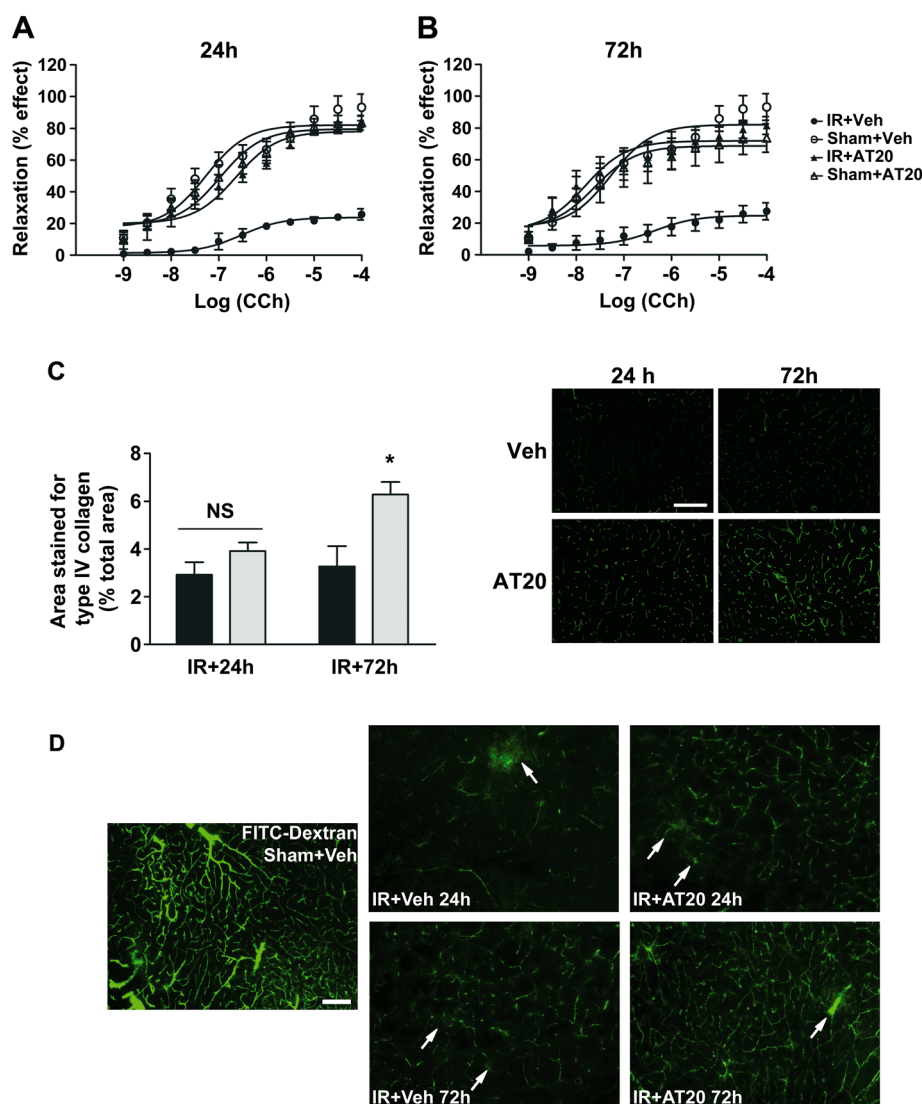 A
24h
Relaxation (% effect)
120
100
80
60
40
20
0
-9 -8 -7 -6 -5 -4
Log (CCh)
B
72h
Relaxation (% effect)
120
100
80
60
40
20
0
-9 -8 -7 -6 -5 -4
Log (CCh)
IR+Veh
Sham+Veh
IR+AT20
Sham+AT20
C
Area stained for
type IV collagen
(% total area)
8
6
4
2
0
NS
*
IR+24h IR+72h
24 h 72h
Veh
AT20
D
FITC-Dextran
Sham+Veh
IR+Veh 24h
IR+AT20 24h
IR+Veh 72h
IR+AT20 72h